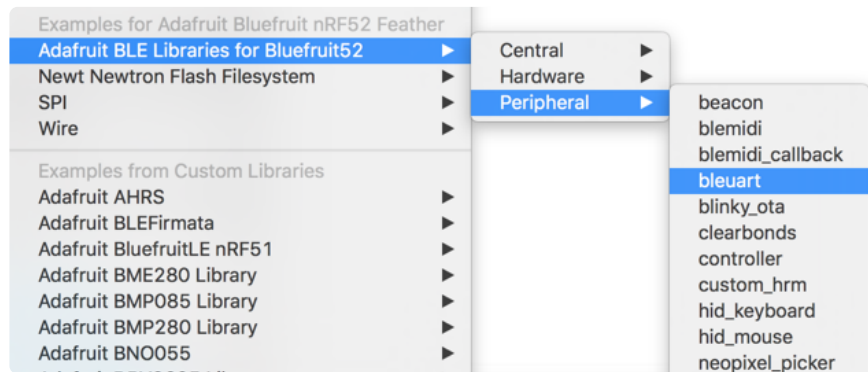 Examples for Adafruit Bluefruit nRF52 Feather
Adafruit BLE Libraries for Bluefruit52
Newt Newtron Flash Filesystem
SPI
Wire
Examples from Custom Libraries
Adafruit AHRS
Adafruit BLEFirmata
Adafruit BluefruitLE nRF51
Adafruit BME280 Library
Adafruit BMP085 Library
Adafruit BMP280 Library
Adafruit BNO055
Central
Hardware
Peripheral
beacon
blemidi
blemidi_callback
bleuart
blinky_ota
clearbonds
controller
custom_hrm
hid_keyboard
hid_mouse
neopixel_picker